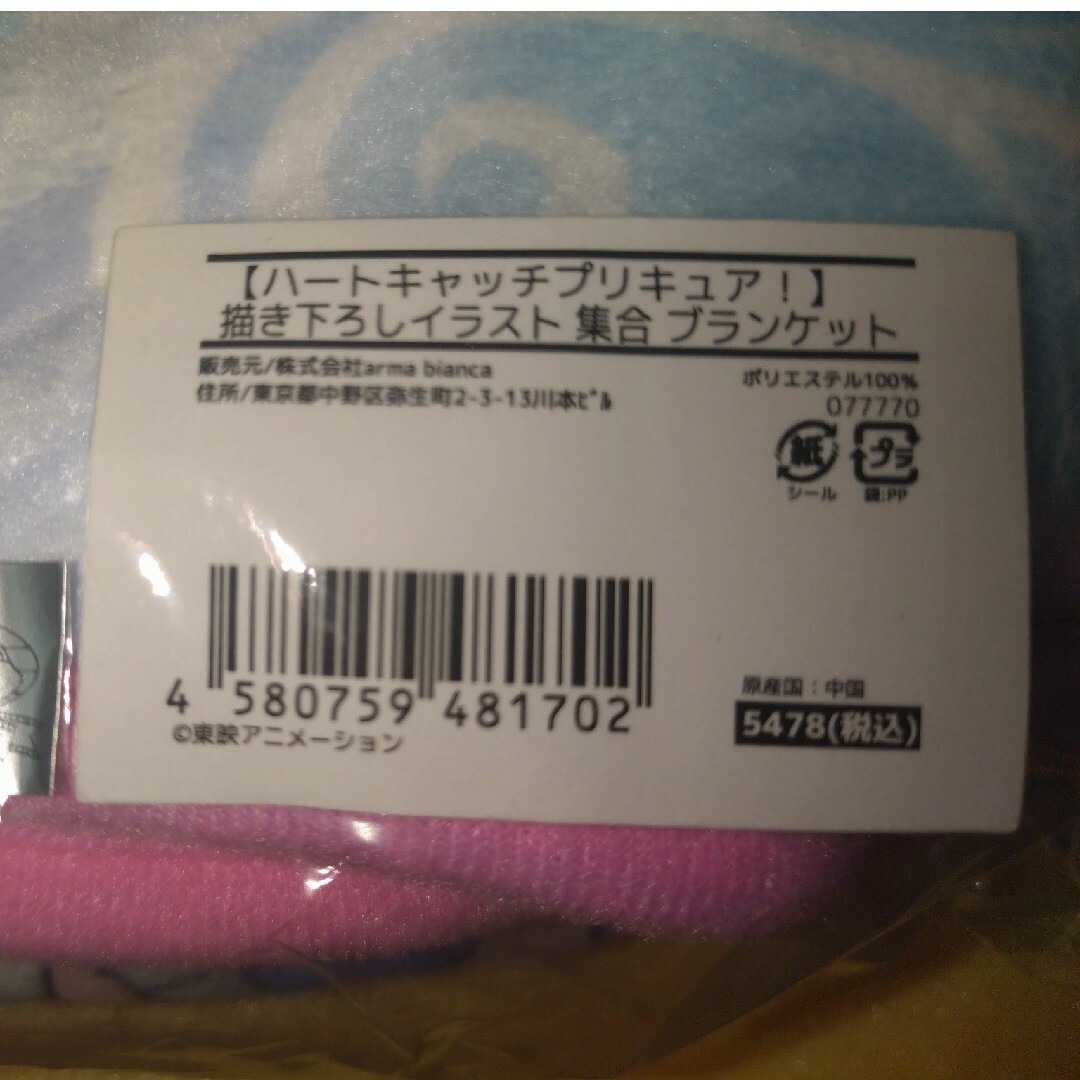 【ハートキャッチプリキュア！】
描き下ろしイラスト 集合 ブランケット
販売元/株式会社arma bianca
住所/東京都中野区弥生町2-3-13川本ﾋﾞﾙ
ポリエステル100%
077770
紙 プラ
シール 袋:PP
4 580759 481702
©東映アニメーション
原産国：中国
5478(税込)